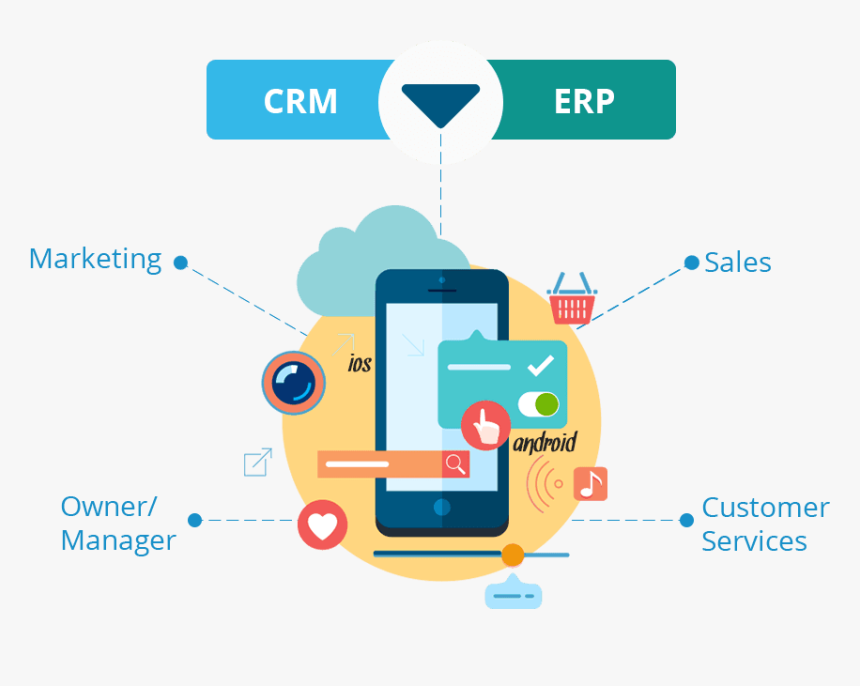 CRM
ERP
Marketing
Sales
ios
android
Owner/
Manager
Customer
Services